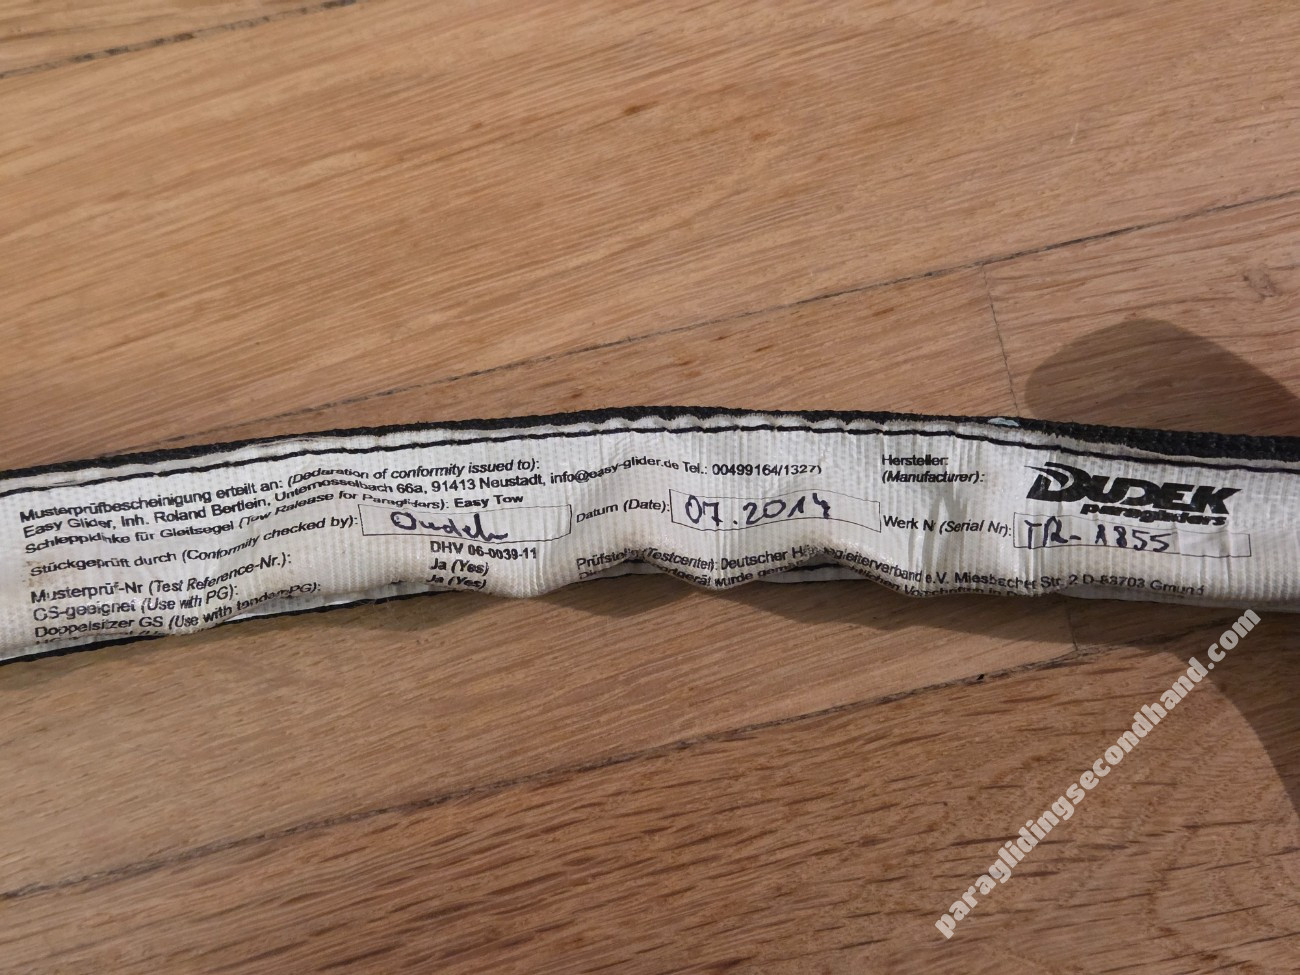 Musterprüfbescheinigung erteilt an: (Declaration of conformity issued to):
Easy Glider, Inh. Roland Bertlein, Untermosselbach 66a, 91413 Neustadt, info@easy-glider.de Tel.: 00499164/1327)
Schleppklinke für Gleitsegel (Tow Release for Paragliders): Easy Tow
Stückgeprüft durch (Conformity checked by):
Datum (Date): 07.2014
Hersteller:
(Manufacturer):
DUDEK
paragliders
Werk N (Serial Nr): TR-1855
Musterprüf-Nr (Test Reference-Nr.): DHV 06-0039-11
GS-geeignet (Use with PG): Ja (Yes)
Doppelsitzer GS (Use with tandem PG): Ja (Yes)
Prüfstelle (Testcenter): Deutscher Hängegleiterverband e.V. Miesbacher Str. 2 D-83703 Gmund
paraglidingsecondhand.com